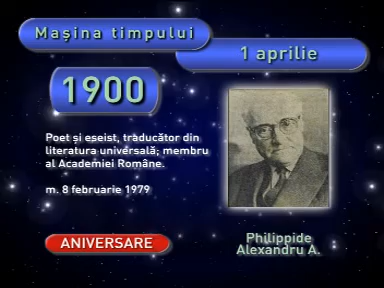 Mașina timpului
1 aprilie
1900
Poet și eseist, traducător din
literatura universală; membru
al Academiei Române.
m. 8 februarie 1979
ANIVERSARE
Philippide
Alexandru A.